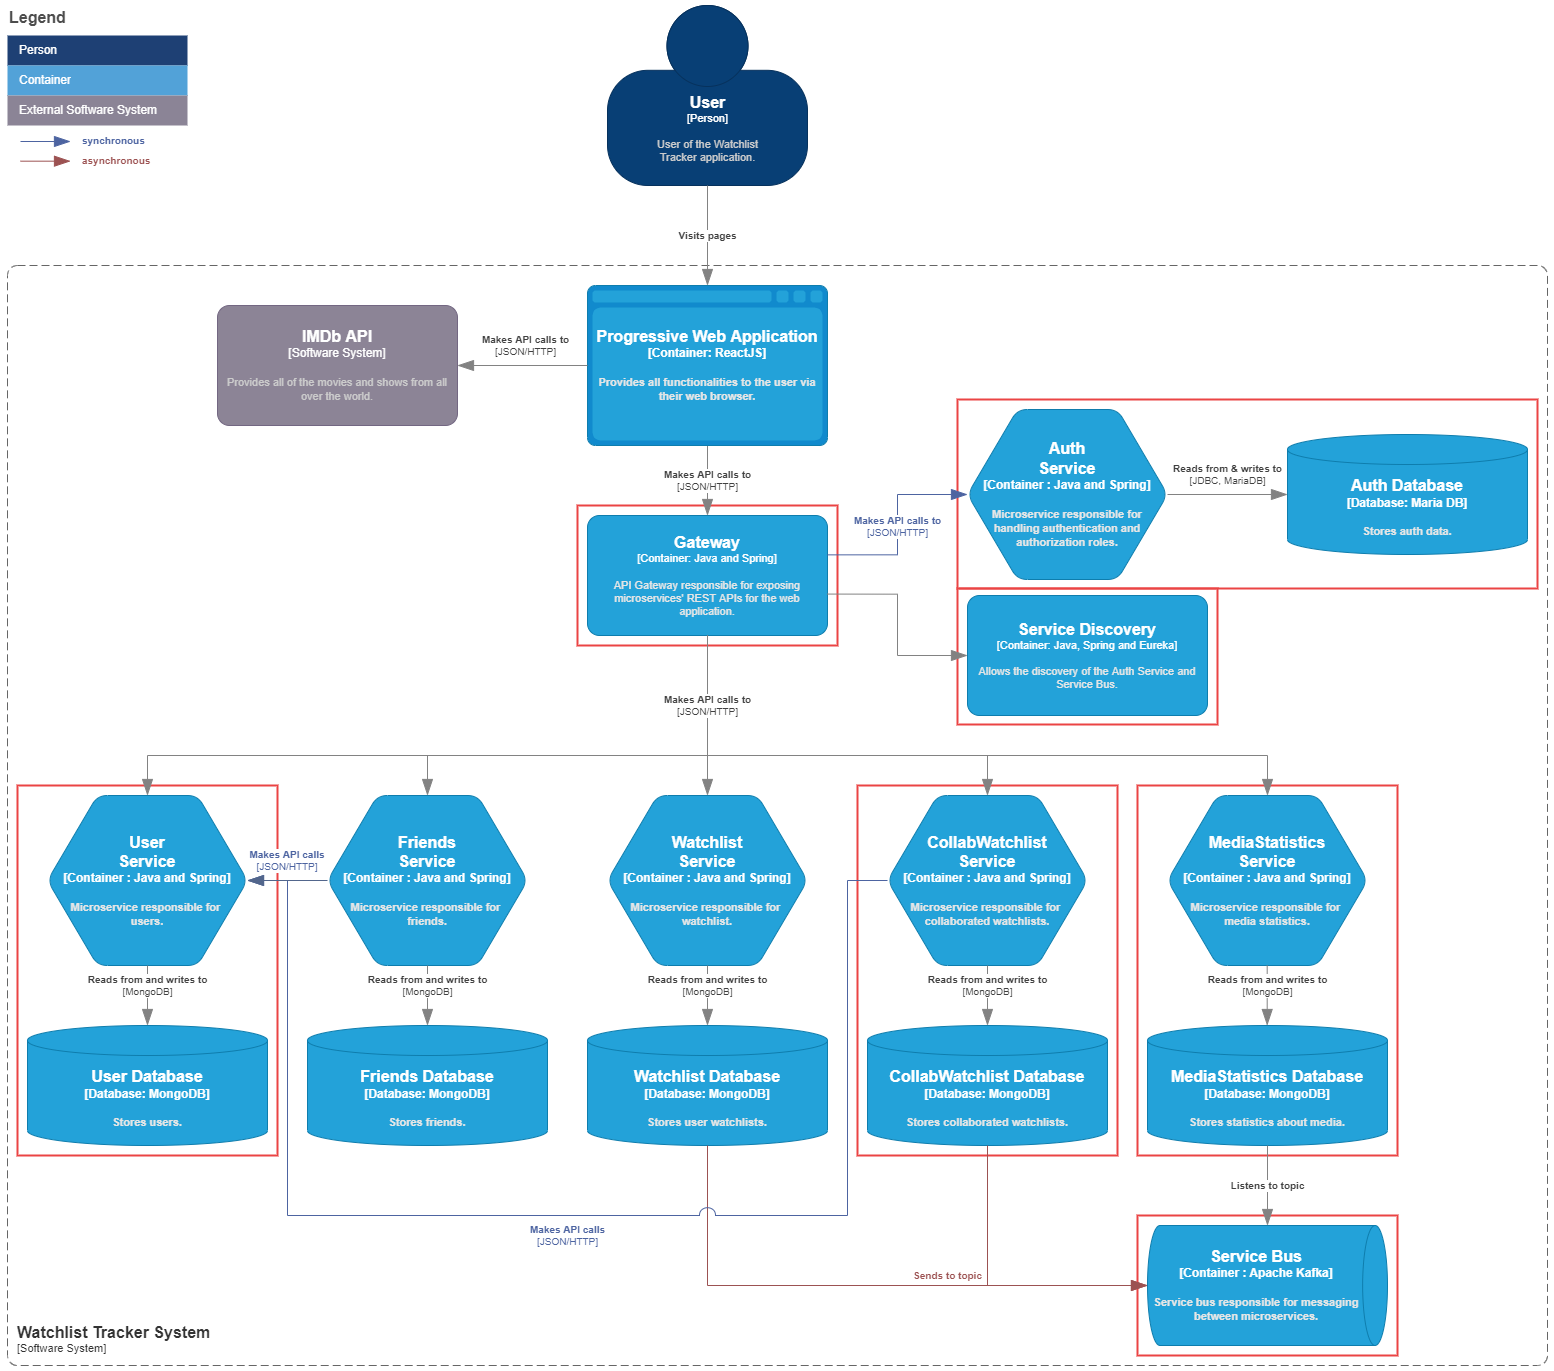 Legend
Person
Container
External Software System
synchronous
asynchronous
User
[Person]
User of the Watchlist
Tracker application.
Visits pages
IMDb API
[Software System]
Provides all of the movies and shows from all
over the world.
Makes API calls to
[JSON/HTTP]
Progressive Web Application
[Container: ReactJS]
Provides all functionalities to the user via
their web browser.
Makes API calls to
[JSON/HTTP]
Gateway
[Container: Java and Spring]
API Gateway responsible for exposing
microservices' REST APIs for the web
application.
Makes API calls to
[JSON/HTTP]
Auth
Service
[Container : Java and Spring]
Microservice responsible for
handling authentication and
authorization roles.
Reads from & writes to
[JDBC, MariaDB]
Auth Database
[Database: Maria DB]
Stores auth data.
Service Discovery
[Container: Java, Spring and Eureka]
Allows the discovery of the Auth Service and
Service Bus.
Makes API calls to
[JSON/HTTP]
User
Service
[Container : Java and Spring]
Microservice responsible for
users.
Makes API calls
[JSON/HTTP]
Friends
Service
[Container : Java and Spring]
Microservice responsible for
friends.
Watchlist
Service
[Container : Java and Spring]
Microservice responsible for
watchlist.
CollabWatchlist
Service
[Container : Java and Spring]
Microservice responsible for
collaborated watchlists.
MediaStatistics
Service
[Container : Java and Spring]
Microservice responsible for
media statistics.
Reads from and writes to
[MongoDB]
Reads from and writes to
[MongoDB]
Reads from and writes to
[MongoDB]
Reads from and writes to
[MongoDB]
Reads from and writes to
[MongoDB]
User Database
[Database: MongoDB]
Stores users.
Friends Database
[Database: MongoDB]
Stores friends.
Watchlist Database
[Database: MongoDB]
Stores user watchlists.
CollabWatchlist Database
[Database: MongoDB]
Stores collaborated watchlists.
MediaStatistics Database
[Database: MongoDB]
Stores statistics about media.
Listens to topic
Makes API calls
[JSON/HTTP]
Sends to topic
Service Bus
[Container : Apache Kafka]
Service bus responsible for messaging
between microservices.
Watchlist Tracker System
[Software System]